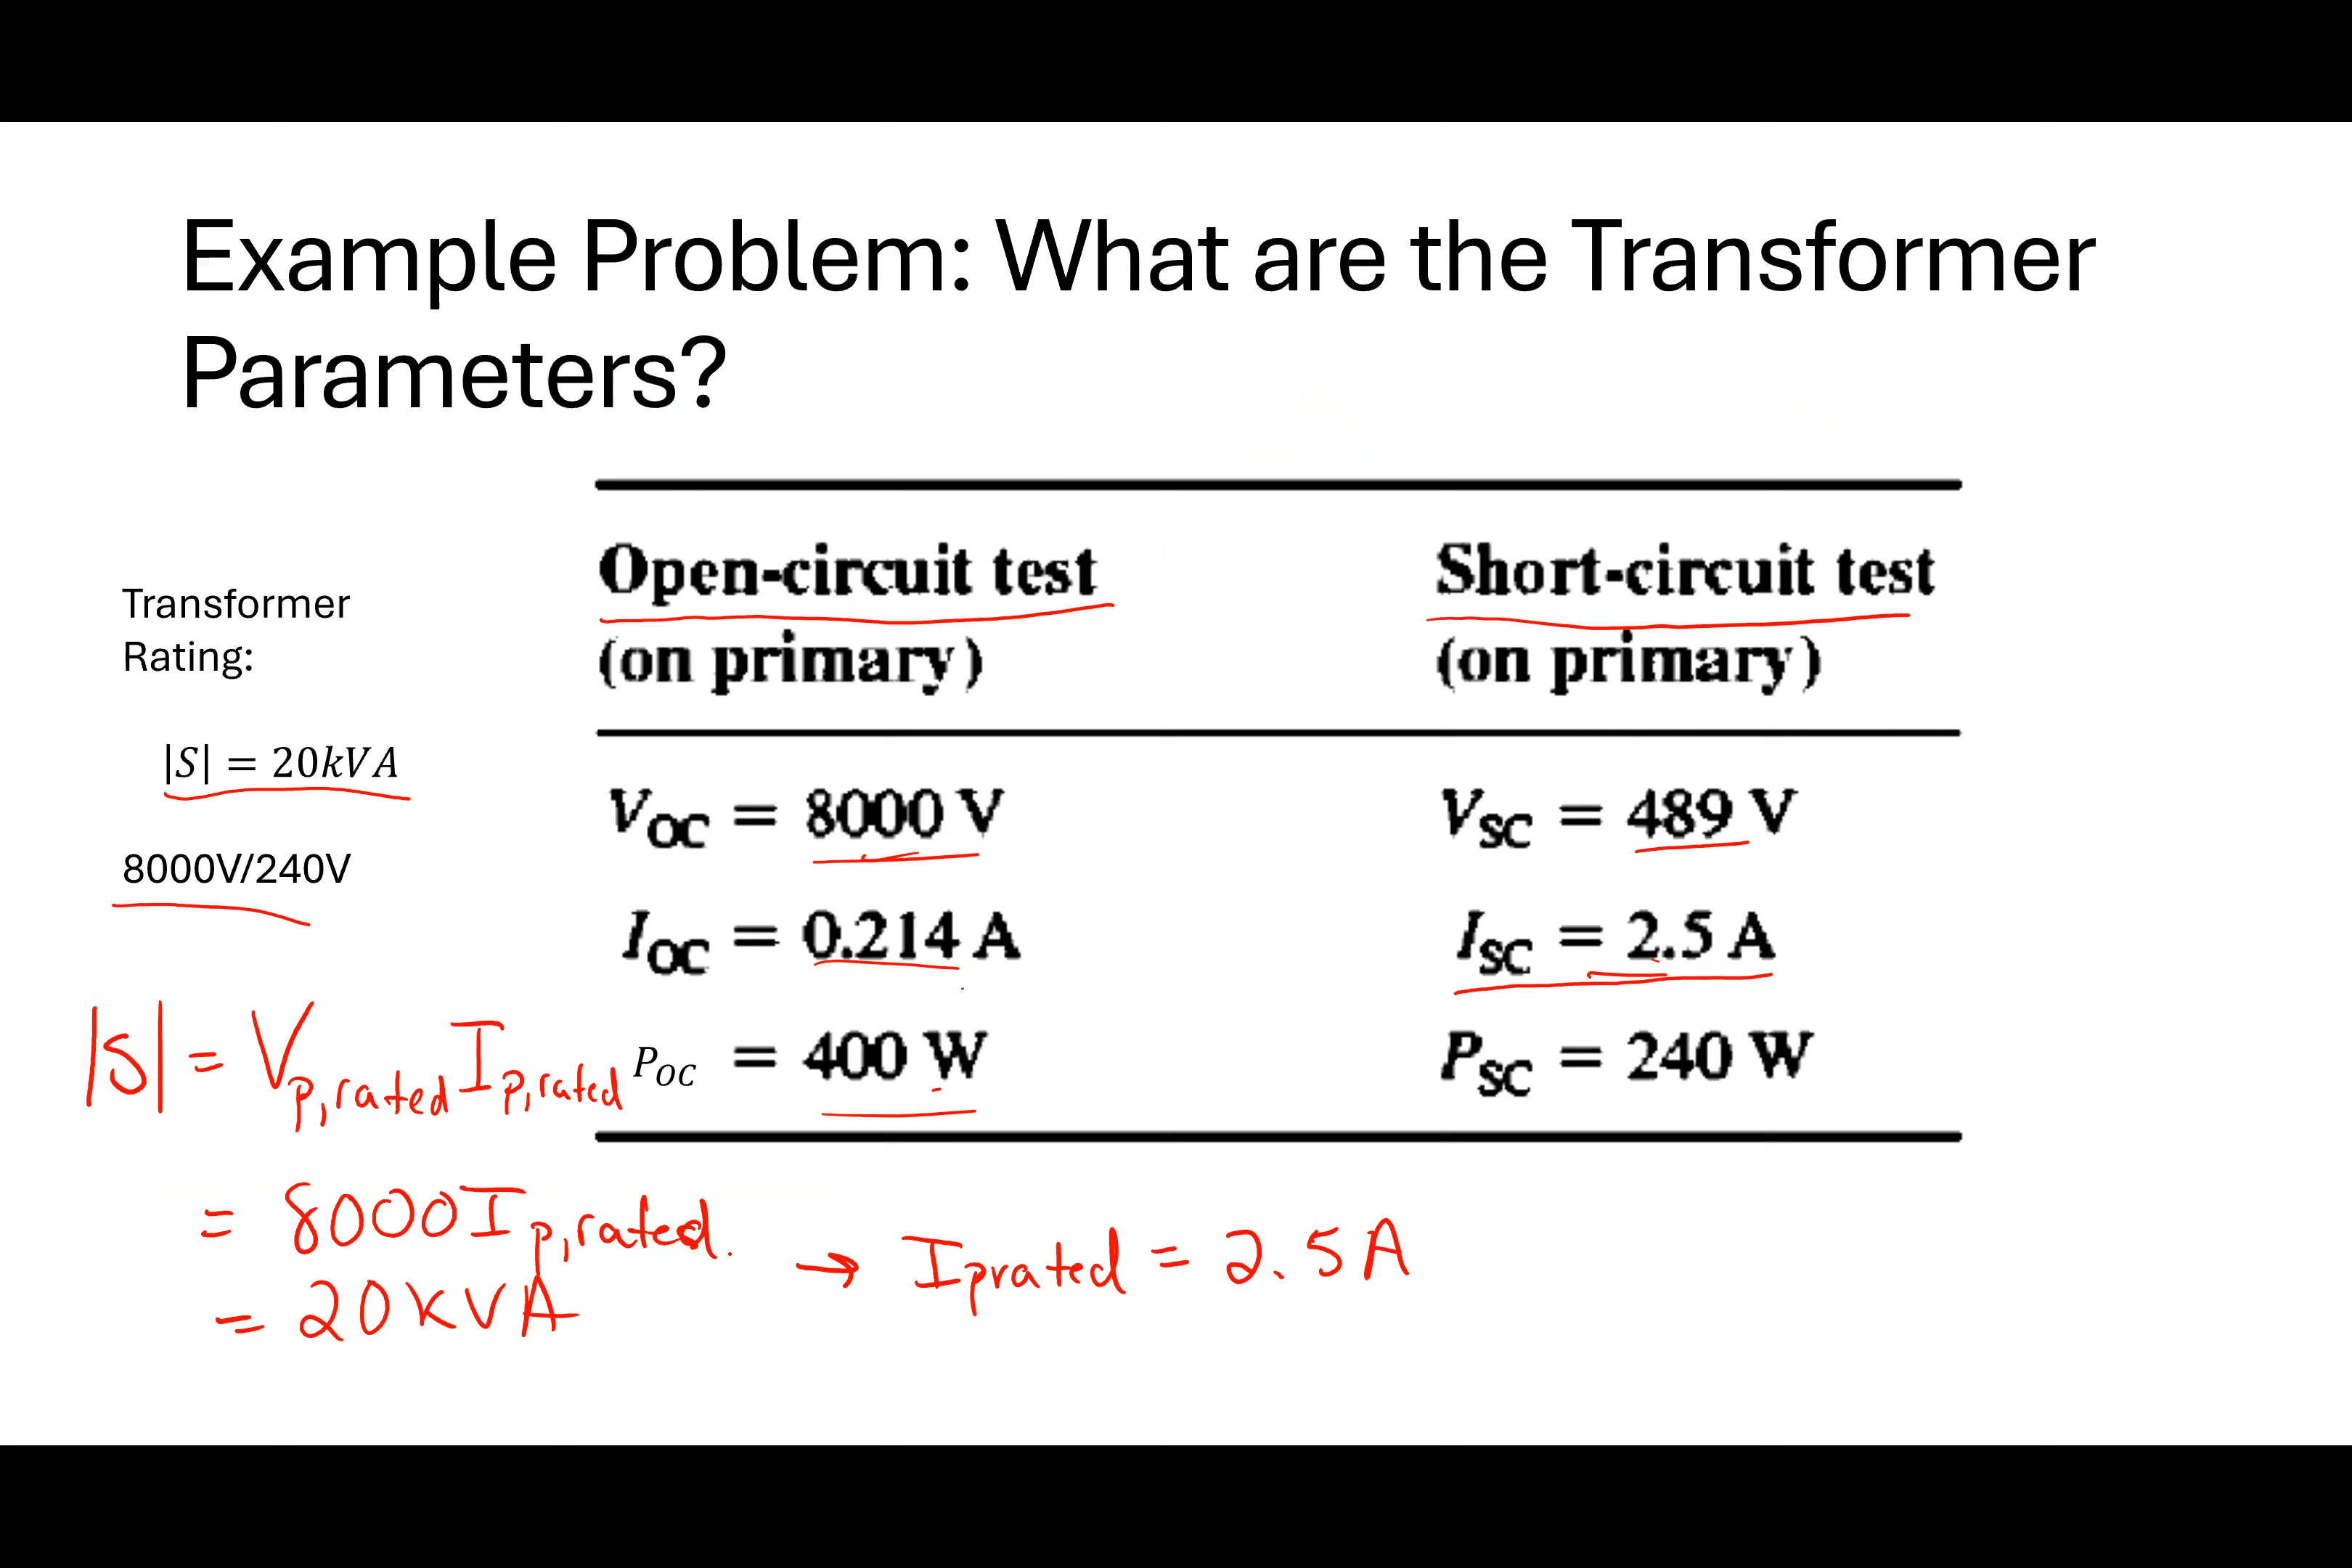 Example Problem: What are the Transformer
Parameters?
Transformer
Rating:
|S| = 20kVA
8000V/240V
Open-circuit test
(on primary)
Short-circuit test
(on primary)
V_OC = 8000 V
V_SC = 489 V
I_OC = 0.214 A
I_SC = 2.5 A
P_OC = 400 W
P_SC = 240 W
|S| = V_p,rated I_p,rated
= 8000 I_p,rated.
= 20KVA
→ I_prated = 2.5A